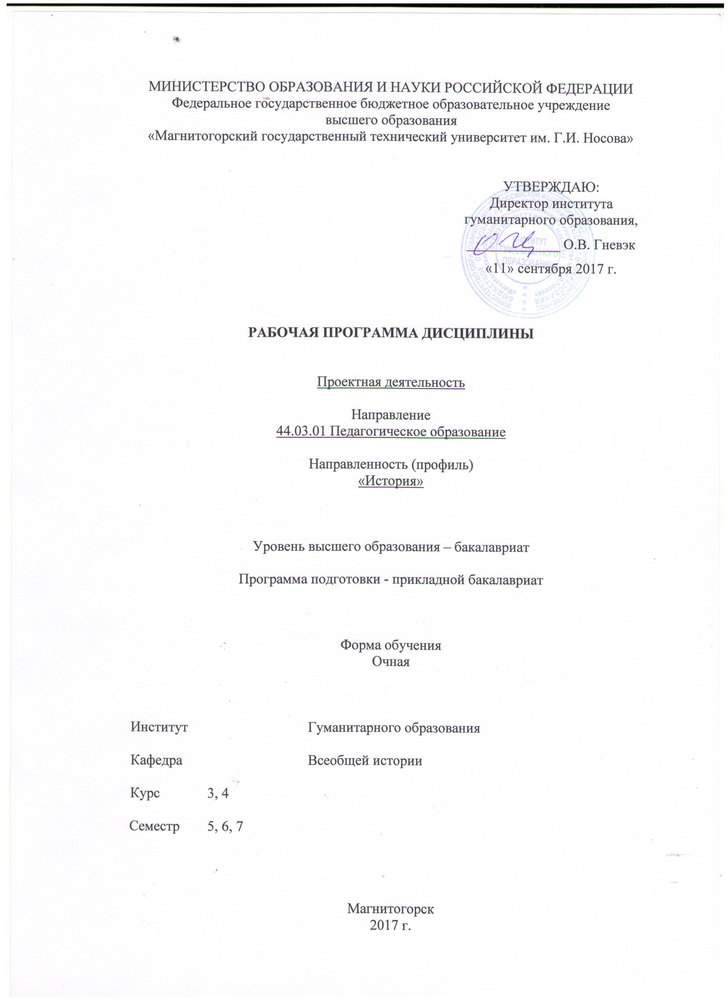 МИНИСТЕРСТВО ОБРАЗОВАНИЯ И НАУКИ РОССИЙСКОЙ ФЕДЕРАЦИИ
Федеральное государственное бюджетное образовательное учреждение
высшего образования
«Магнитогорский государственный технический университет им. Г.И. Носова»
УТВЕРЖДАЮ:
Директор института
гуманитарного образования,
О.В. Гневэк
«11» сентября 2017 г.
ИНСТИТУТ
ГУМАНИТАРНОГО
ОБРАЗОВАНИЯ
РАБОЧАЯ ПРОГРАММА ДИСЦИПЛИНЫ
Проектная деятельность
Направление
44.03.01 Педагогическое образование
Направленность (профиль)
«История»
Уровень высшего образования – бакалавриат
Программа подготовки - прикладной бакалавриат
Форма обучения
Очная
Институт Гуманитарного образования
Кафедра Всеобщей истории
Курс 3, 4
Семестр 5, 6, 7
Магнитогорск
2017 г.